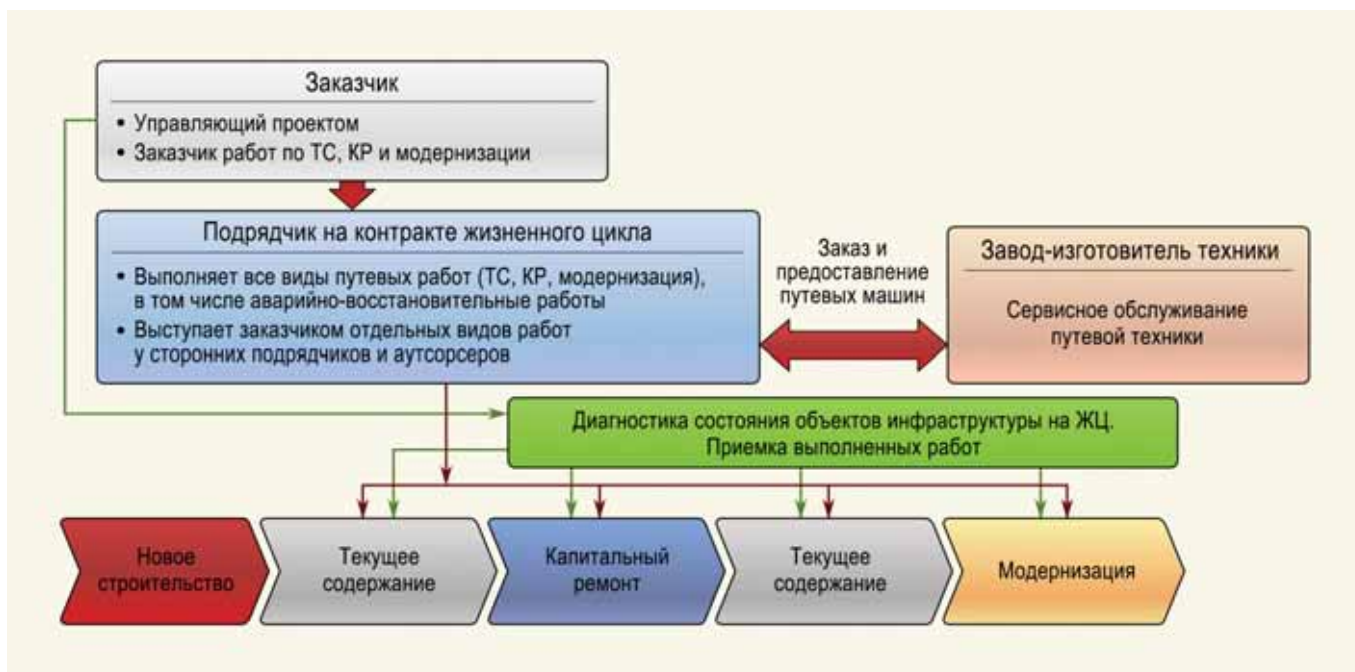 Заказчик
• Управляющий проектом
• Заказчик работ по ТС, КР и модернизации
Подрядчик на контракте жизненного цикла
• Выполняет все виды путевых работ (ТС, КР, модернизация),
в том числе аварийно-восстановительные работы
• Выступает заказчиком отдельных видов работ
у сторонних подрядчиков и аутсорсеров
Заказ и
предоставление
путевых машин
Завод-изготовитель техники
Сервисное обслуживание
путевой техники
Диагностика состояния объектов инфраструктуры на ЖЦ.
Приемка выполненных работ
Новое
строительство
Текущее
содержание
Капитальный
ремонт
Текущее
содержание
Модернизация